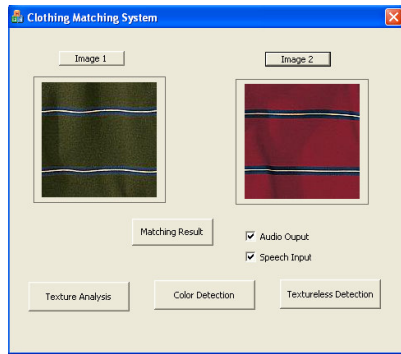 Clothing Matching System
Image 1
Image 2
Matching Result
Audio Ouput
Speech Input
Texture Analysis
Color Detection
Textureless Detection